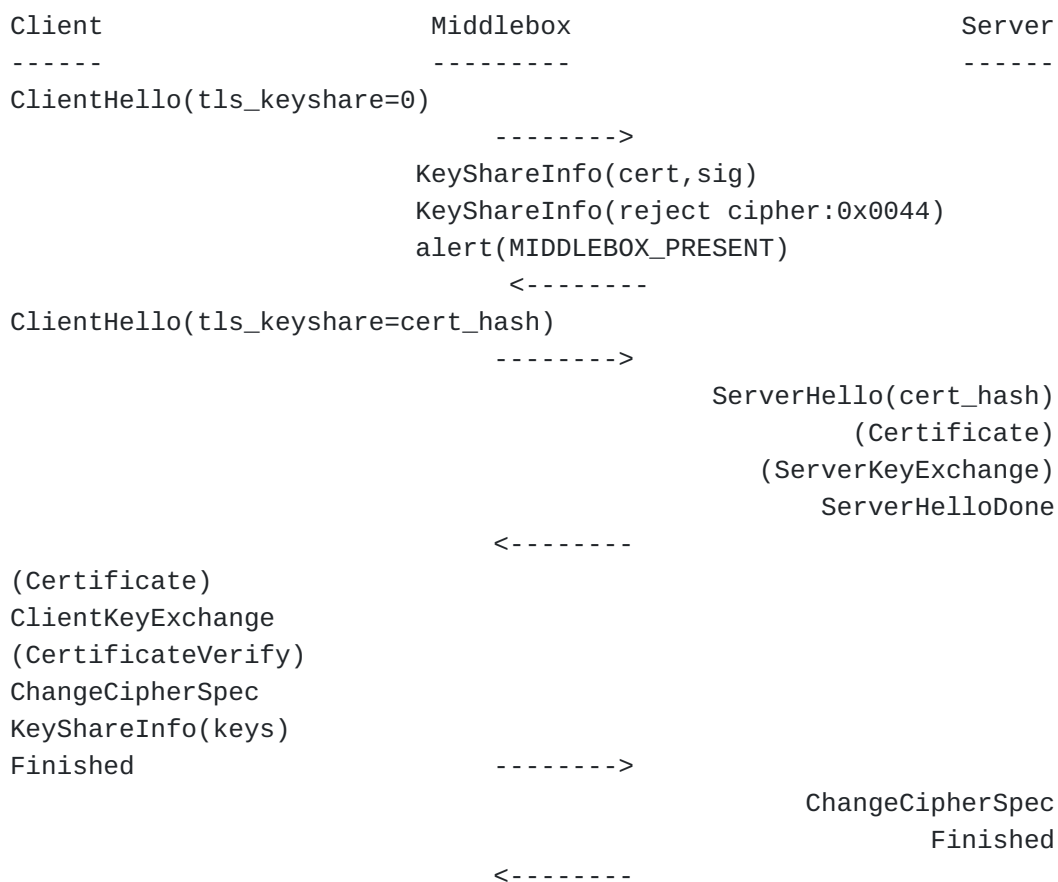 Client                     Middlebox                         Server
------                     ---------                         ------
ClientHello(tls_keyshare=0)
                               -------->
                          KeyShareInfo(cert,sig)
                          KeyShareInfo(reject cipher:0x0044)
                          alert(MIDDLEBOX_PRESENT)
                                <--------
ClientHello(tls_keyshare=cert_hash)
                               -------->
                                             ServerHello(cert_hash)
                                                      (Certificate)
                                                (ServerKeyExchange)
                                                    ServerHelloDone
                               <--------
(Certificate)
ClientKeyExchange
(CertificateVerify)
ChangeCipherSpec
KeyShareInfo(keys)
Finished                       -------->
                                                   ChangeCipherSpec
                                                           Finished
                               <--------